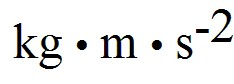 kg • m • s⁻²